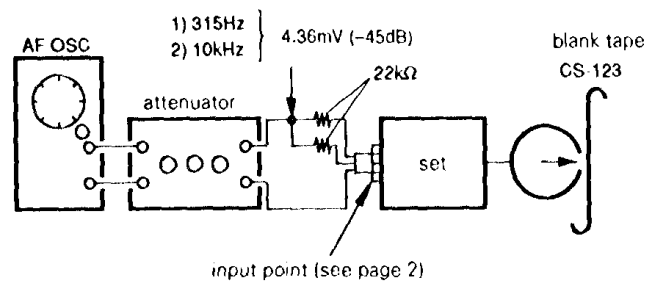 1) 315Hz
2) 10kHz
4.36mV (−45dB)
AF OSC
blank tape
CS-123
22kΩ
attenuator
set
input point (see page 2)